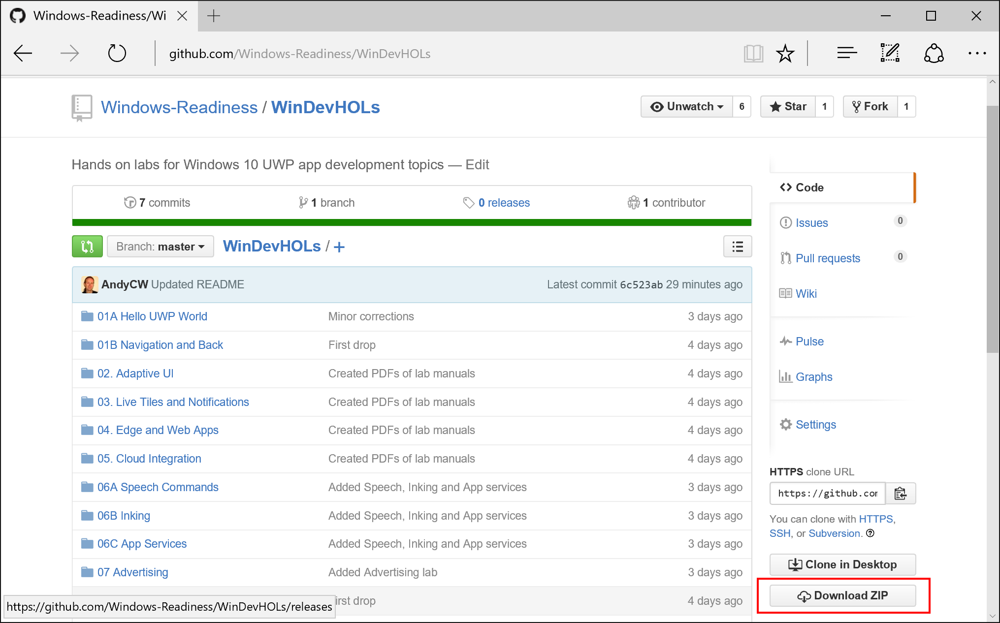 Windows-Readiness/Wi
github.com/Windows-Readiness/WinDevHOLs
Windows-Readiness / WinDevHOLs
Unwatch 6 Star 1 Fork 1
Hands on labs for Windows 10 UWP app development topics — Edit
7 commits 1 branch 0 releases 1 contributor
Branch: master WinDevHOLs / +
AndyCW Updated README Latest commit 6c523ab 29 minutes ago
01A Hello UWP World Minor corrections 3 days ago
01B Navigation and Back First drop 4 days ago
02. Adaptive UI Created PDFs of lab manuals 4 days ago
03. Live Tiles and Notifications Created PDFs of lab manuals 4 days ago
04. Edge and Web Apps Created PDFs of lab manuals 4 days ago
05. Cloud Integration Created PDFs of lab manuals 4 days ago
06A Speech Commands Added Speech, Inking and App services 3 days ago
06B Inking Added Speech, Inking and App services 3 days ago
06C App Services Added Speech, Inking and App services 3 days ago
07 Advertising Added Advertising lab 3 days ago
irst drop 4 days ago
https://github.com/Windows-Readiness/WinDevHOLs/releases
Code
Issues 0
Pull requests 0
Wiki
Pulse
Graphs
Settings
HTTPS clone URL
https://github.com
You can clone with HTTPS,
SSH, or Subversion.
Clone in Desktop
Download ZIP